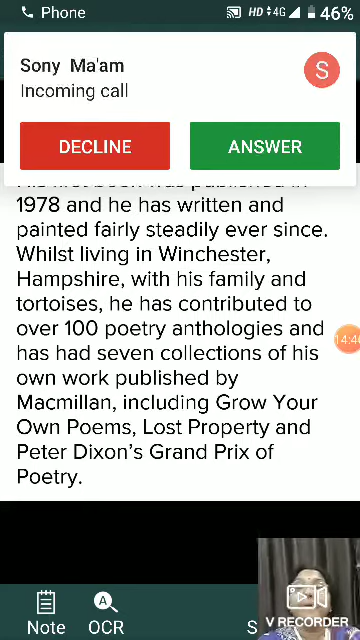 Phone HD 4G 46%
Sony Ma'am
S
Incoming call
DECLINE ANSWER
1978 and he has written and
painted fairly steadily ever since.
Whilst living in Winchester,
Hampshire, with his family and
tortoises, he has contributed to
over 100 poetry anthologies and
has had seven collections of his
own work published by
Macmillan, including Grow Your
Own Poems, Lost Property and
Peter Dixon's Grand Prix of
Poetry.
Note
A
OCR
V RECORDER